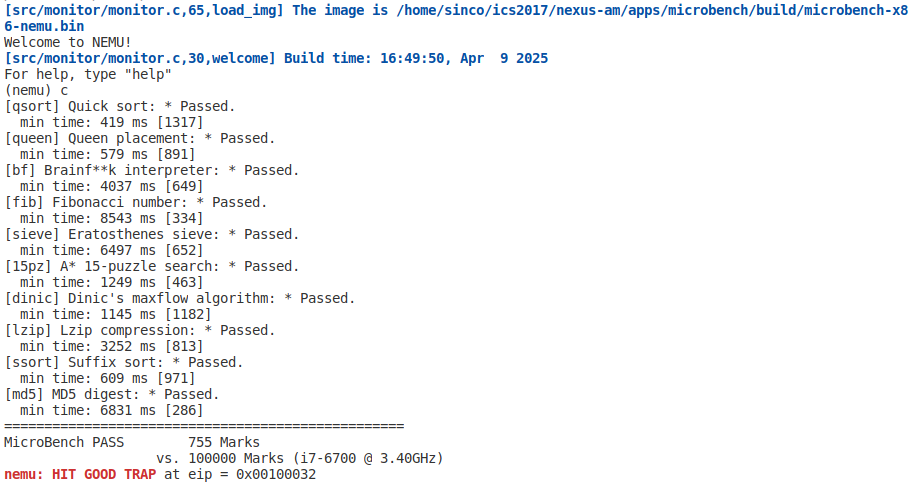 [src/monitor/monitor.c,65,load_img] The image is /home/sinco/ics2017/nexus-am/apps/microbench/build/microbench-x8
6-nemu.bin
Welcome to NEMU!
[src/monitor/monitor.c,30,welcome] Build time: 16:49:50, Apr  9 2025
For help, type "help"
(nemu) c
[qsort] Quick sort: * Passed.
  min time: 419 ms [1317]
[queen] Queen placement: * Passed.
  min time: 579 ms [891]
[bf] Brainf**k interpreter: * Passed.
  min time: 4037 ms [649]
[fib] Fibonacci number: * Passed.
  min time: 8543 ms [334]
[sieve] Eratosthenes sieve: * Passed.
  min time: 6497 ms [652]
[15pz] A* 15-puzzle search: * Passed.
  min time: 1249 ms [463]
[dinic] Dinic's maxflow algorithm: * Passed.
  min time: 1145 ms [1182]
[lzip] Lzip compression: * Passed.
  min time: 3252 ms [813]
[ssort] Suffix sort: * Passed.
  min time: 609 ms [971]
[md5] MD5 digest: * Passed.
  min time: 6831 ms [286]
==================================================
MicroBench PASS        755 Marks
                   vs. 100000 Marks (i7-6700 @ 3.40GHz)
nemu: HIT GOOD TRAP at eip = 0x00100032